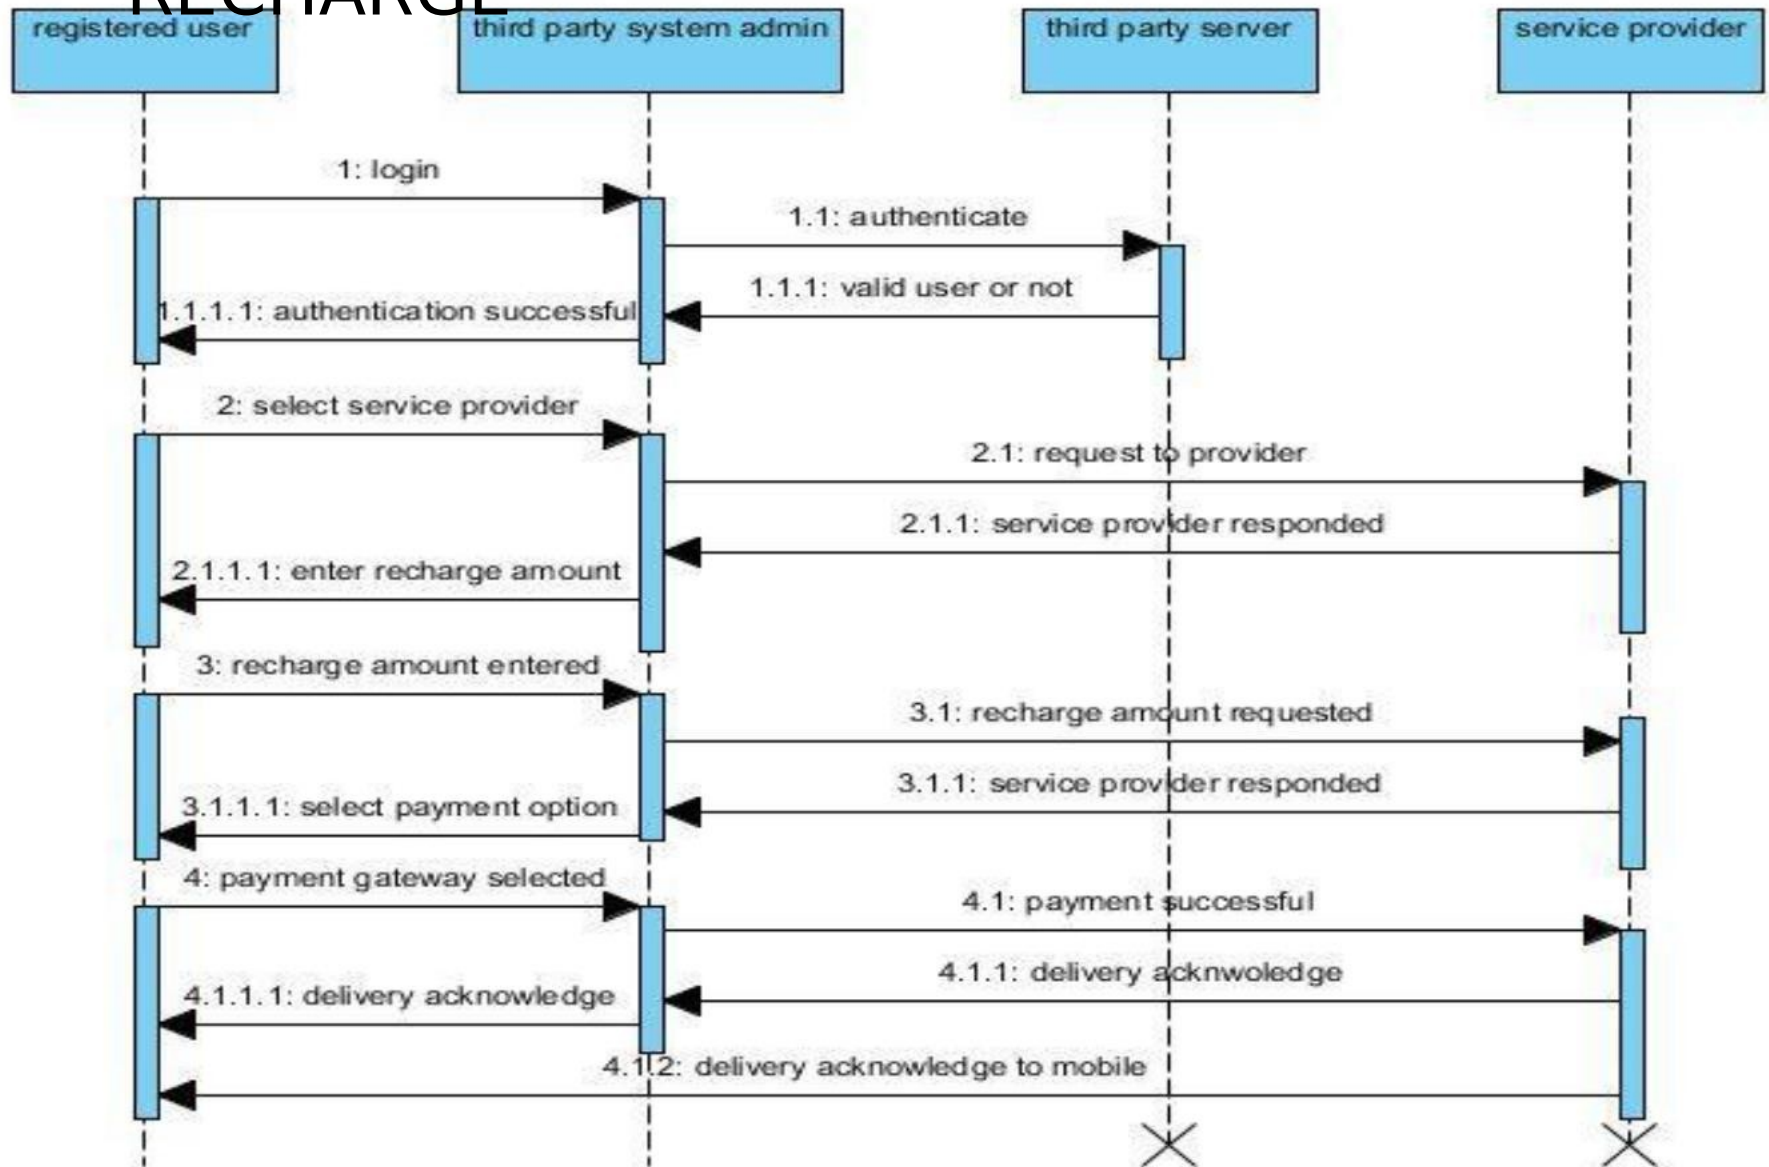 RECHARGE
registered user
third party system admin
third party server
service provider
1: login
1.1: authenticate
1.1.1: valid user or not
1.1.1.1: authentication successful
2: select service provider
2.1: request to provider
2.1.1: service provider responded
2.1.1.1: enter recharge amount
3: recharge amount entered
3.1: recharge amount requested
3.1.1: service provider responded
3.1.1.1: select payment option
4: payment gateway selected
4.1: payment successful
4.1.1: delivery acknwoledge
4.1.1.1: delivery acknowledge
4.1.2: delivery acknowledge to mobile